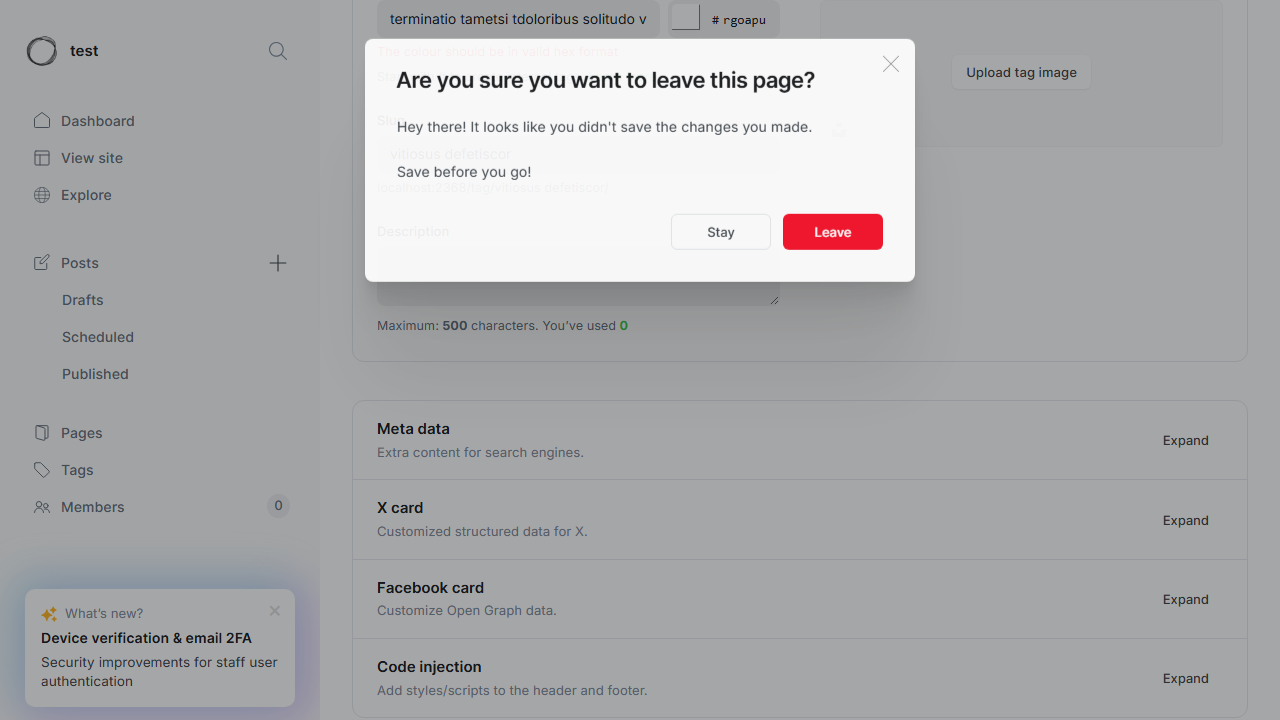 test
Dashboard
View site
Explore
Posts
Drafts
Scheduled
Published
Pages
Tags
Members
0
What's new?
Device verification & email 2FA
Security improvements for staff user
authentication
terminatio tametsi tdoloribus solitudo v
# rgoapu
The colour should be in valid hex format
Upload tag image
Are you sure you want to leave this page?
Hey there! It looks like you didn't save the changes you made.
vitiosus defetiscor
Save before you go!
localhost:2368/tag/vitiosus defetiscor/
Description
Stay
Leave
Maximum: 500 characters. You've used 0
Meta data
Extra content for search engines.
Expand
X card
Customized structured data for X.
Expand
Facebook card
Customize Open Graph data.
Expand
Code injection
Add styles/scripts to the header and footer.
Expand